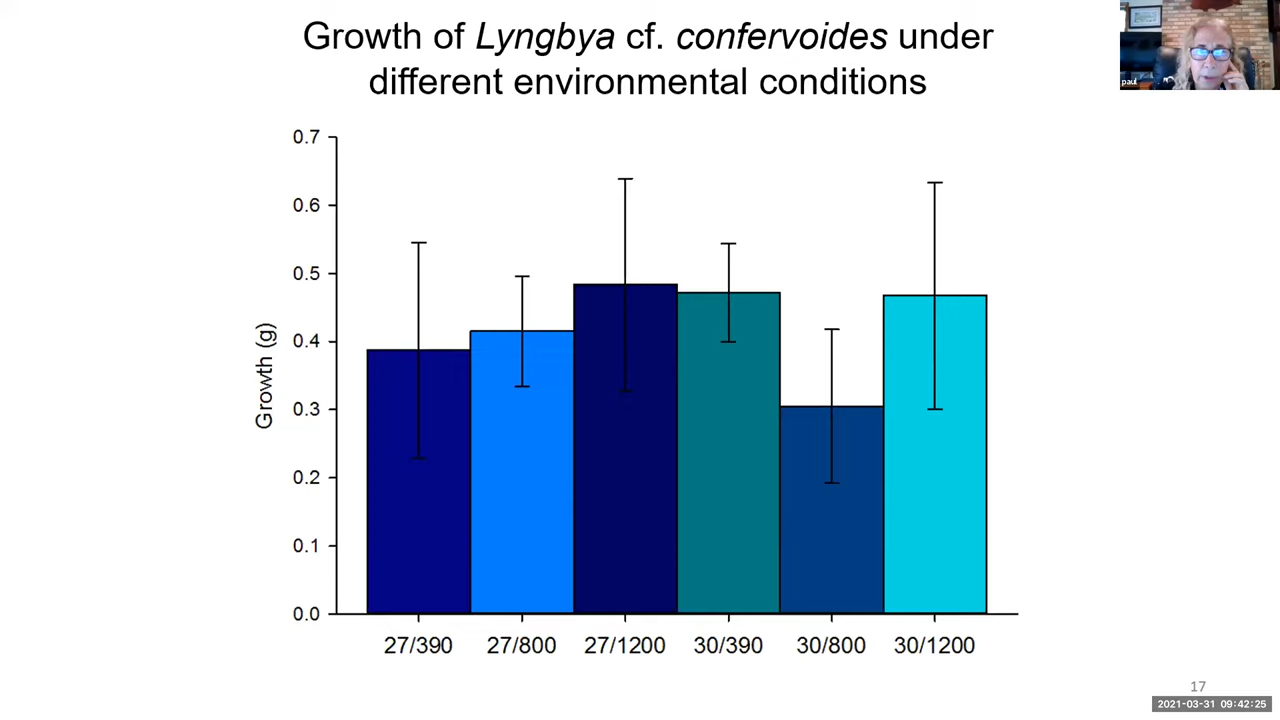 Growth of Lyngbya cf. confervoides under
different environmental conditions
paul
0.7
0.6
0.5
0.4
0.3
0.2
0.1
0.0
Growth (g)
27/390 27/800 27/1200 30/390 30/800 30/1200
17
2021-03-31 09:42:25